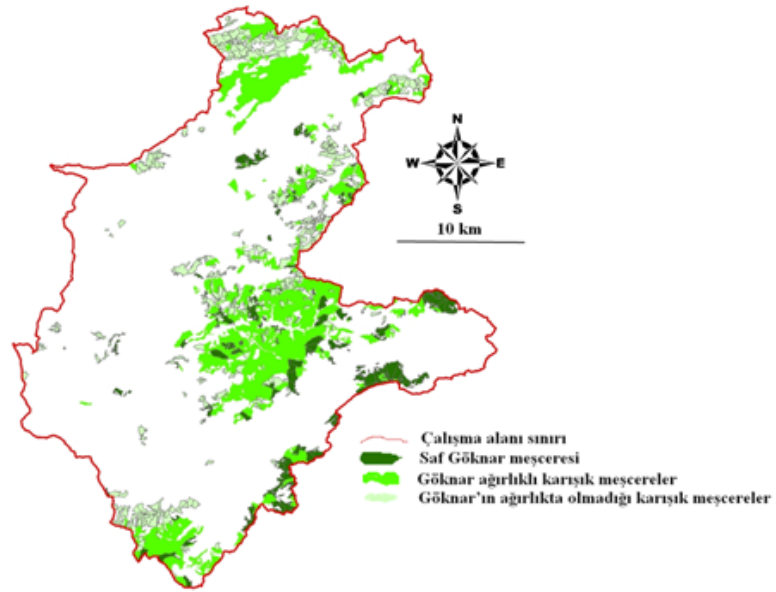 N
W E
S
10 km
Çalışma alanı sınırı
Saf Göknar meşceresi
Göknar ağırlıklı karışık meşcereler
Göknar'ın ağırlıkta olmadığı karışık meşcereler